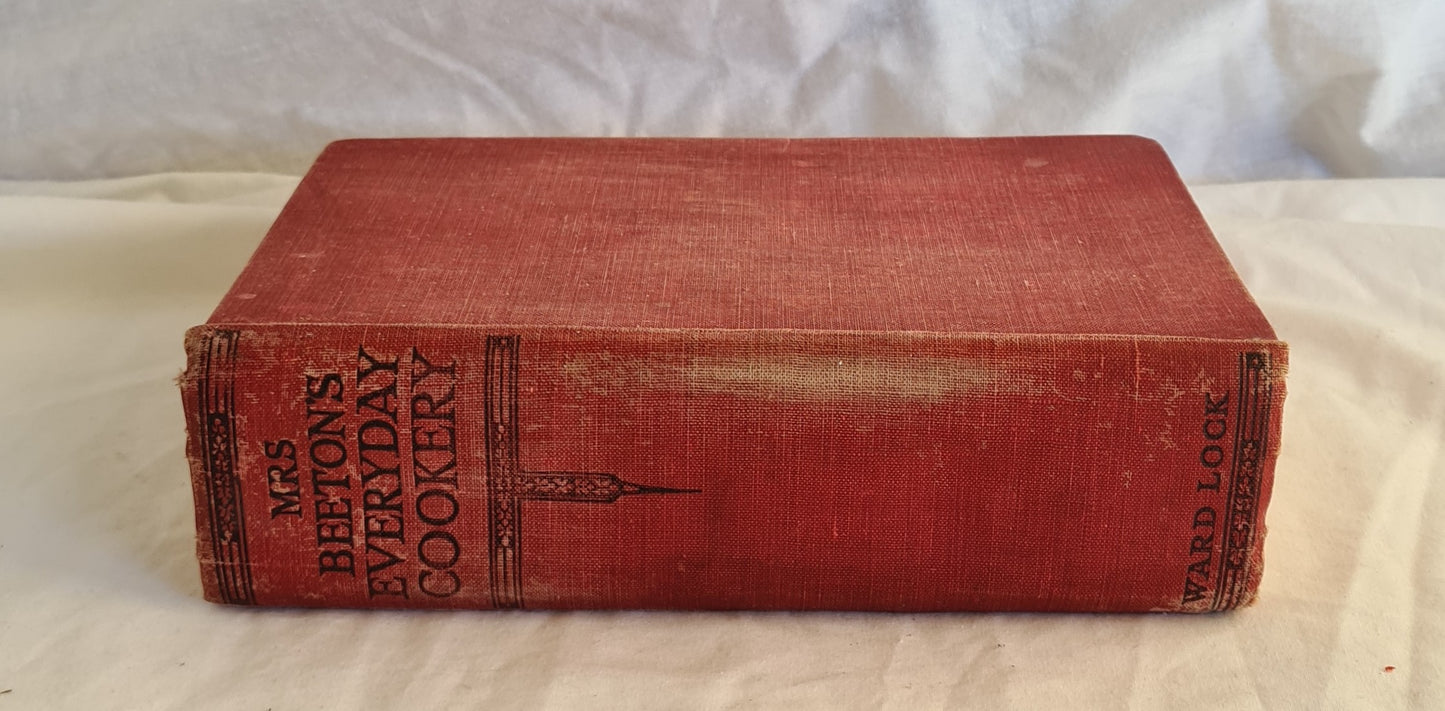 MRS
BEETON'S
EVERYDAY
COOKERY
WARD LOCK